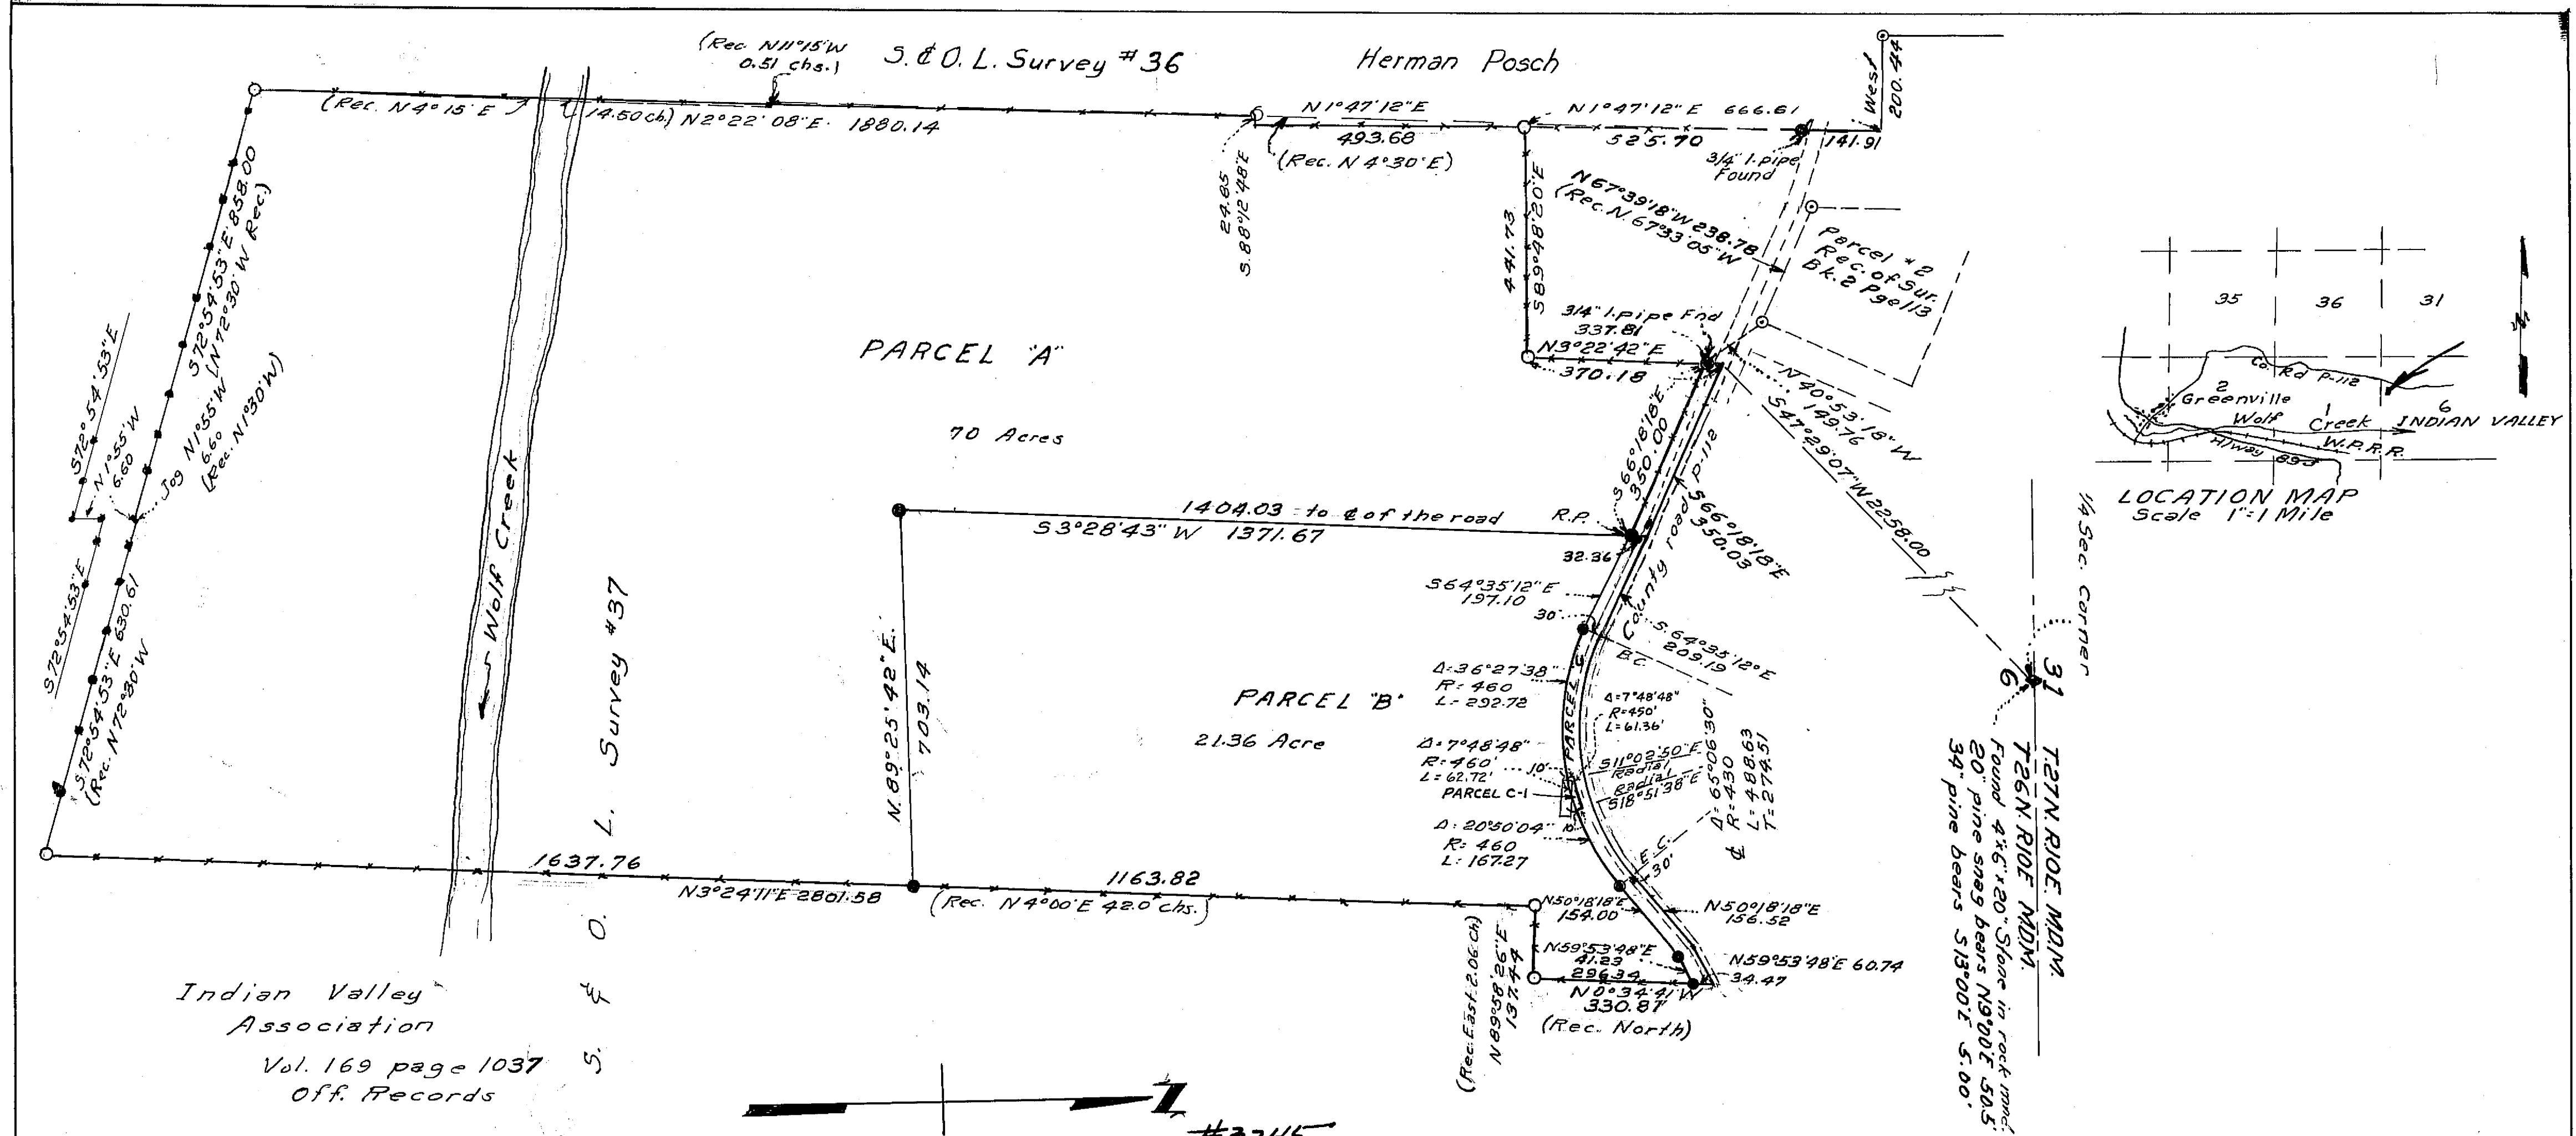 (Rec. N11°15'W
0.51 chs.)
S. & O. L. Survey #36
Herman Posch
West
200.44
(Rec. N 4°15' E
(14.50 ch.) N2°22'08"E 1880.14
N1°47'12"E
493.68
(Rec. N 4°30'E)
N1°47'12"E 666.61
525.70
141.91
3/4" I. pipe
Found
24.85
S.88°12'48"E
441.73
S89°48'20"E
N67°39'18"W 238.78
(Rec. N. 67°33'05"W
Parcel #2
Rec. of Sur.
Bk. 2 Pge 113
3/4" I. pipe Fnd
337.81
N3°22'42"E
370.18
N40°53'18"W
149.76
S47°29'07"W 2258.00
S72°54'53"E 858.00
(N72°30' W Rec.)
S72°54'53"E
N1°55'W
6.60
Jog N1°55'W
6.60
(Rec. N1°30'W)
S72°54'53"E
S.72°54'53"E 630.61
(Rec. N72°30'W
Wolf Creek
PARCEL "A"
70 Acres
1404.03 to ℄ of the road
S3°28'43" W 1371.67
R.P.
32.36
S66°18'18"E
350.00
County road P-112
S66°18'18"E
350.03
S64°35'12"E
197.10
30'
S.64°35'12"E
209.19
B.C.
N.89°25'42"E.
703.14
PARCEL "B"
21.36 Acre
PARCEL C
Δ=36°27'38"
R=460
L=292.72
Δ=7°48'48"
R=450'
L=61.36'
Δ=7°48'48"
R=460'
L=62.72'
10'
PARCEL C-1
S11°02'50"E
Radial
Radial
S18°51'38"E
Δ=65°06'30"
R=430
L=488.63
T=274.51
℄
Δ=20°50'04"
R=460
L=167.27
10'
E.C.
30'
S. & O. L. Survey #37
1637.76
N3°24'11"E 2801.58
1163.82
(Rec. N4°00'E 42.0 chs.)
N50°18'18"E
154.00
N50°18'18"E
156.52
N59°53'48"E
41.23
296.34
N59°53'48"E 60.74
34.47
N0°34'41"W
330.81
(Rec. North)
(Rec. East 2.06 Ch)
N89°58'26"E
137.44
Indian Valley
Association
Vol. 169 page 1037
Off. Records
N
35
36
31
Co. Rd P-112
2
1
6
Greenville
Wolf Creek
INDIAN VALLEY
W.P.R.R.
H/way 89
LOCATION MAP
Scale 1"=1 Mile
1/4 Sec. Corner
31
6
T.27N.R10E. M.D.M.
T26N.R10E MDM.
Found 4"x6"x20" Stone in rock mnd.
20" pine snag bears N9°00'E 50.5'
34" pine bears S13°00'E 5.00'